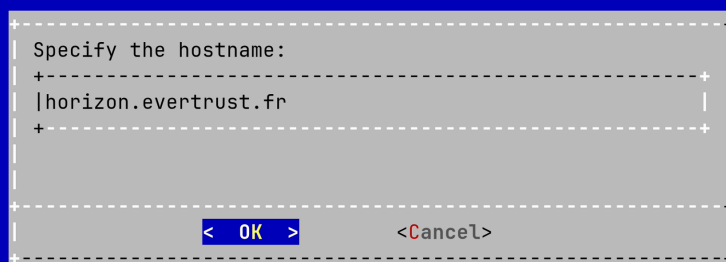 Specify the hostname:
horizon.evertrust.fr
< OK > <Cancel>